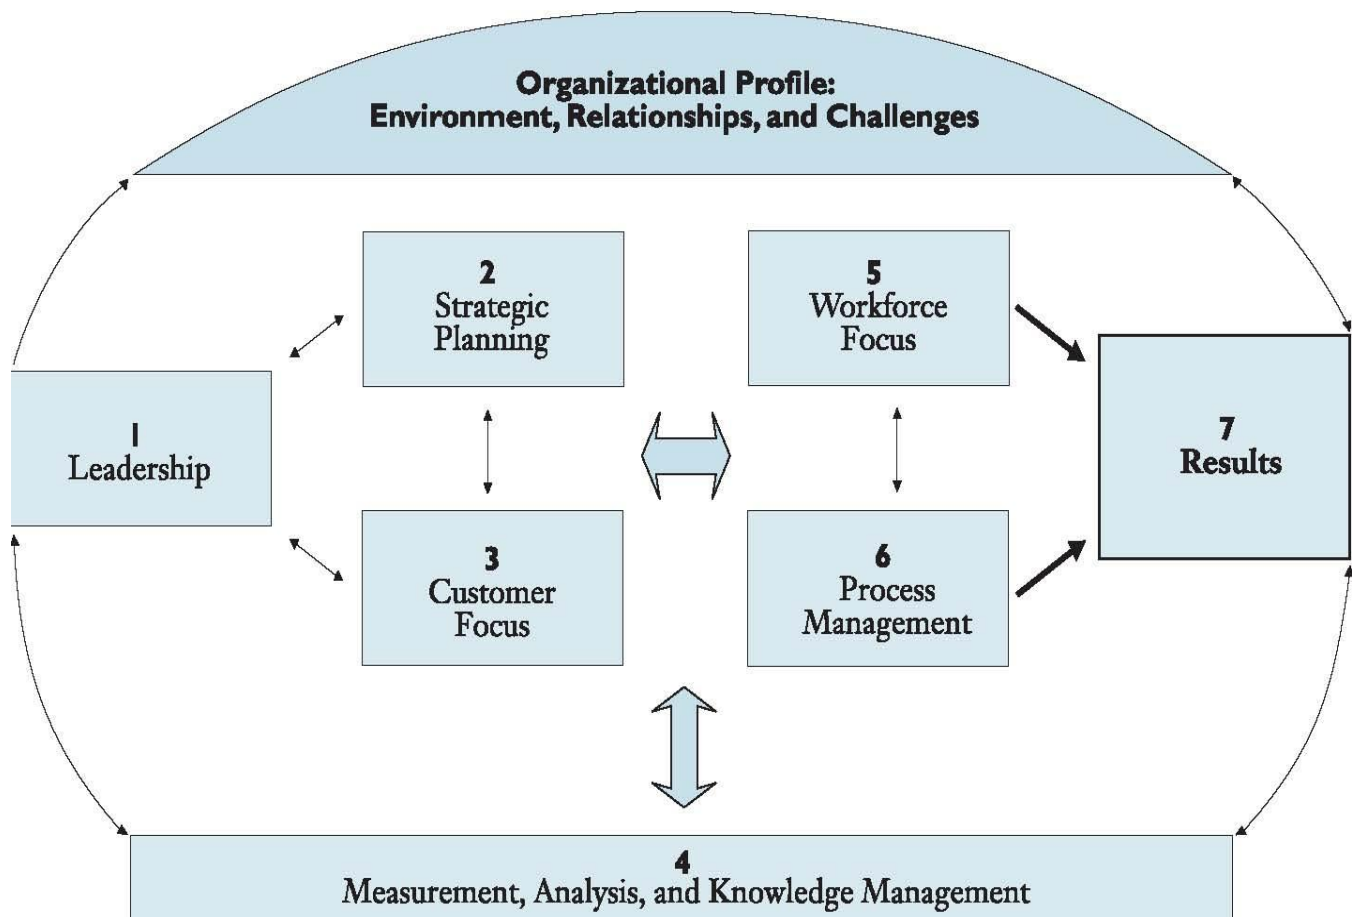 Organizational Profile:
Environment, Relationships, and Challenges
2
Strategic
Planning
5
Workforce
Focus
1
Leadership
7
Results
3
Customer
Focus
6
Process
Management
4
Measurement, Analysis, and Knowledge Management